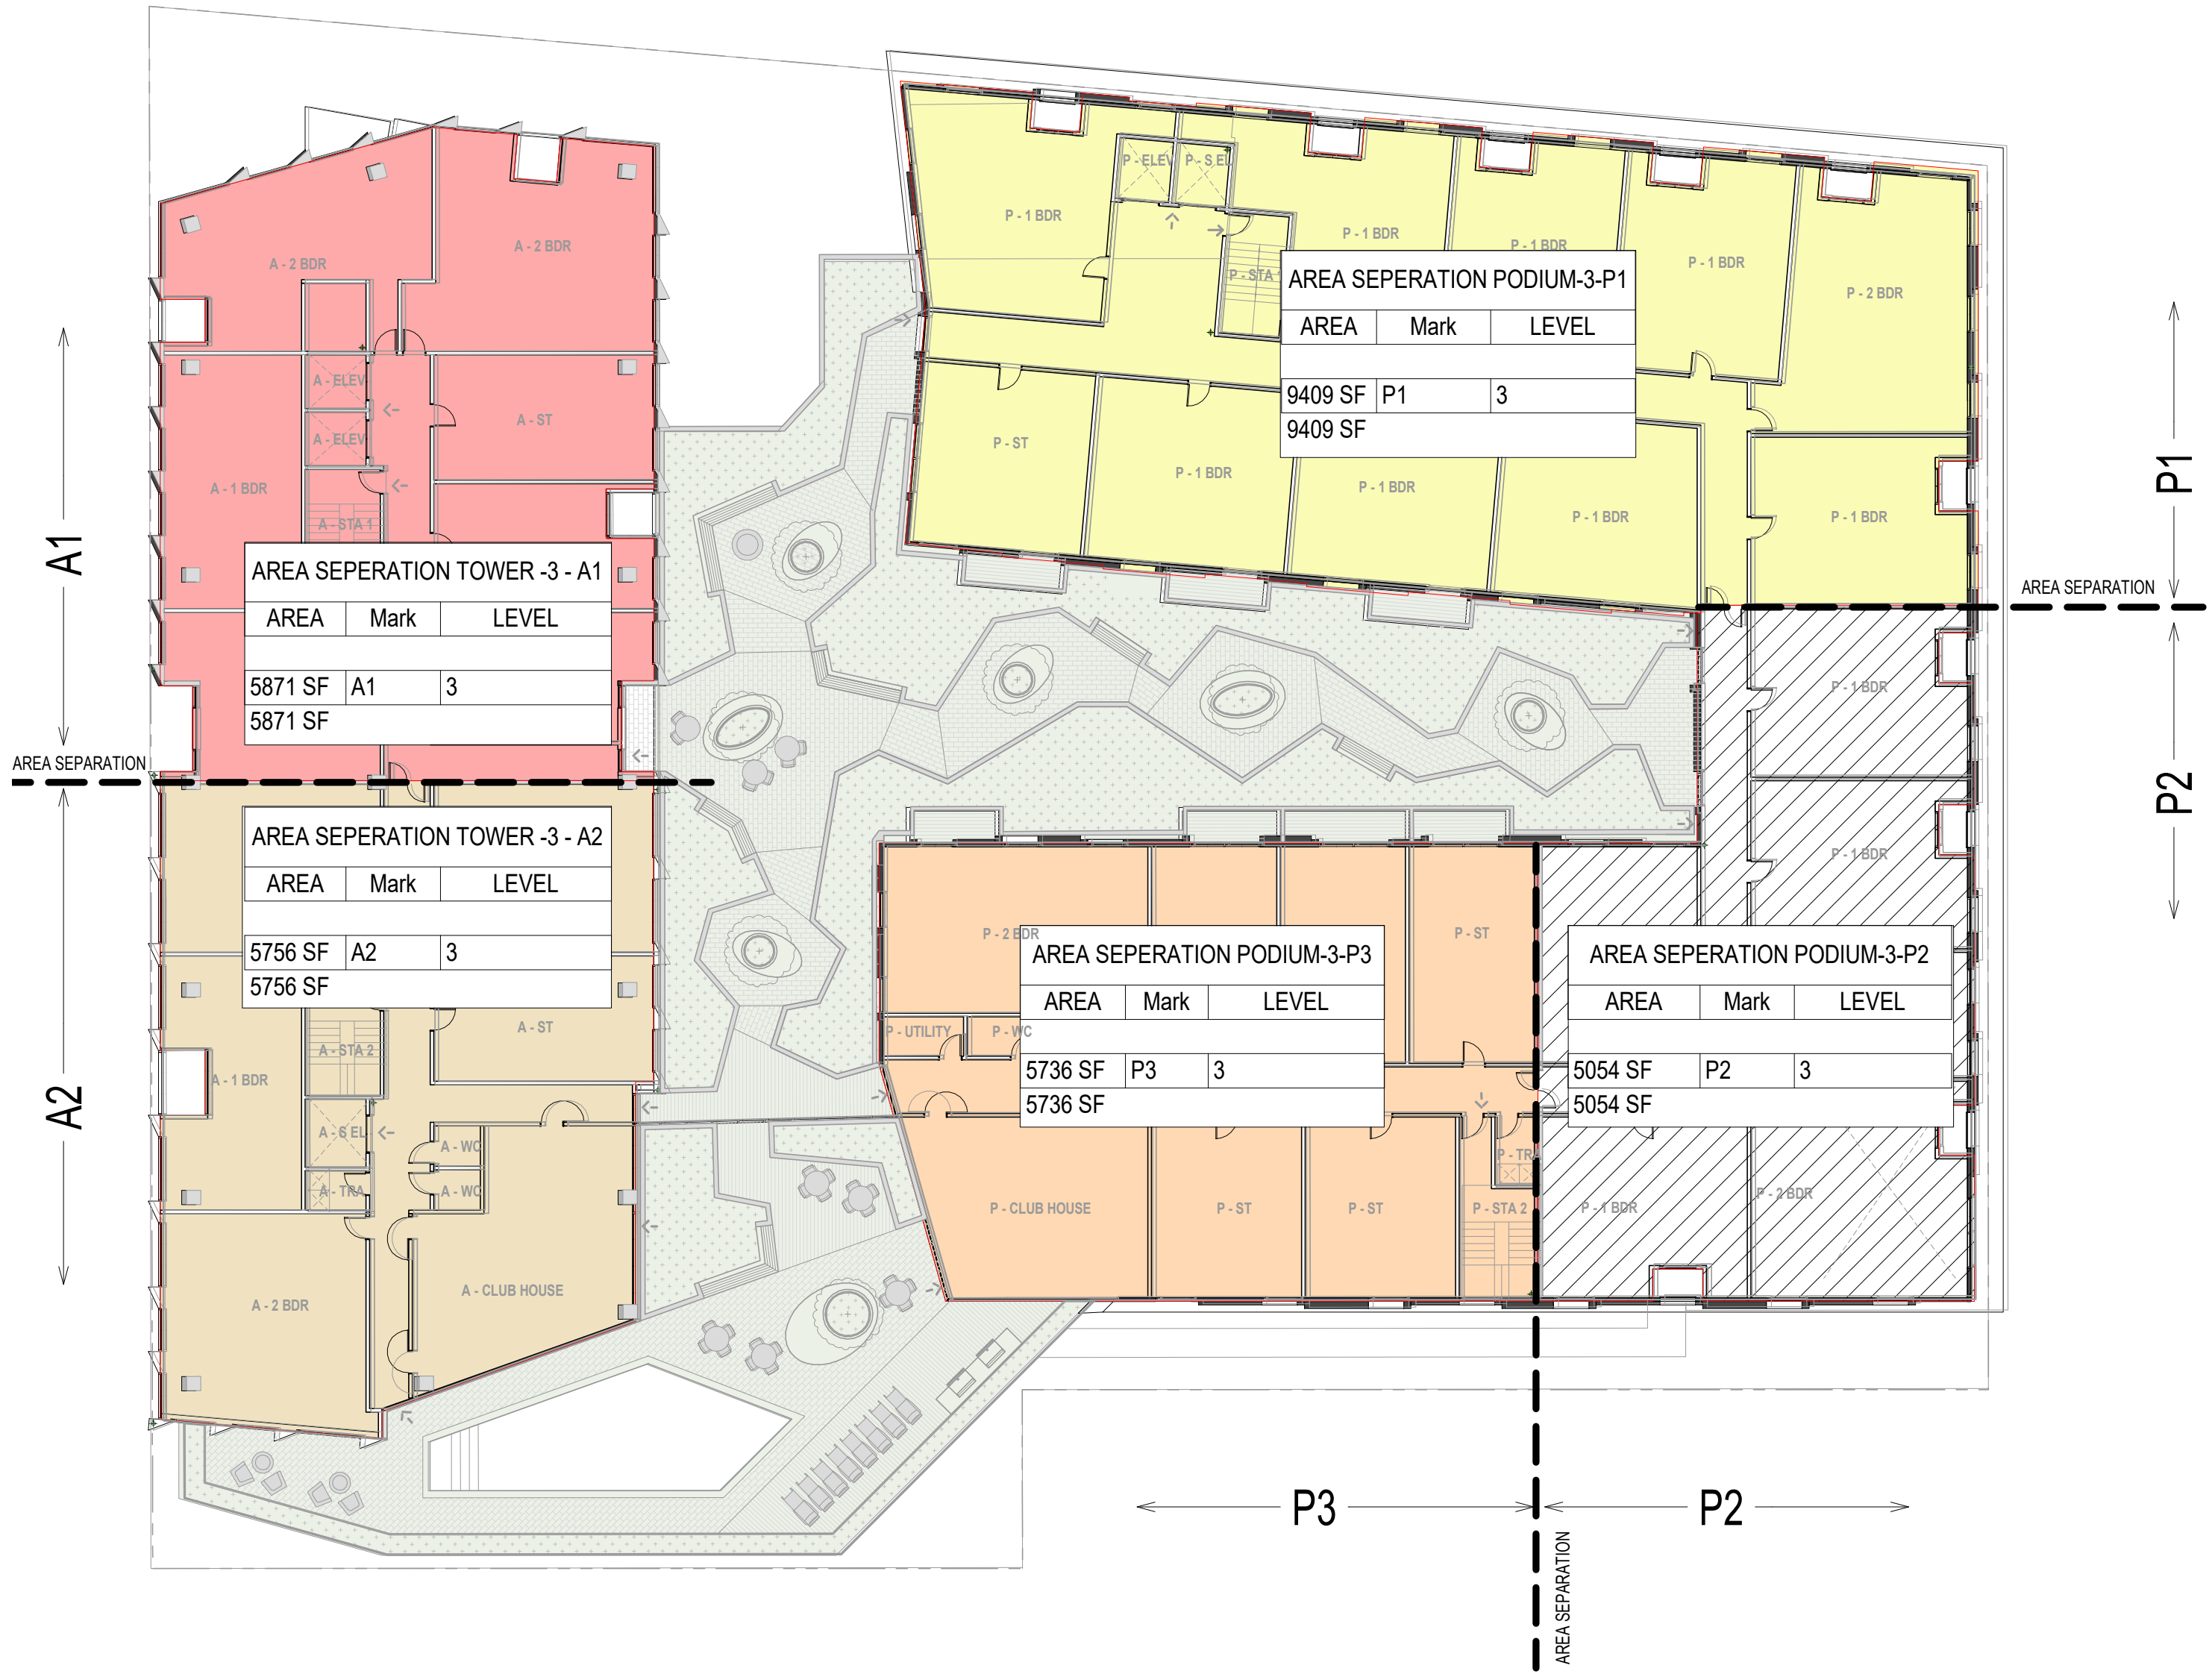 P - ELEV
P - S EL
P - 1 BDR
P - 1 BDR
P - 1 BDR
P - 1 BDR
P - 2 BDR
P - STA
A - 2 BDR
A - 2 BDR
AREA SEPERATION PODIUM-3-P1
AREA Mark LEVEL
9409 SF P1 3
9409 SF
A - ELEV
A - ELEV
A - ST
A - 1 BDR
A - STA 1
P - ST
P - 1 BDR
P - 1 BDR
P - 1 BDR
P - 1 BDR
P1
A1
AREA SEPERATION TOWER -3 - A1
AREA Mark LEVEL
5871 SF A1 3
5871 SF
AREA SEPARATION
AREA SEPARATION
P - 1 BDR
P - 1 BDR
P2
AREA SEPERATION TOWER -3 - A2
AREA Mark LEVEL
5756 SF A2 3
5756 SF
A - ST
A - STA 2
A - 1 BDR
A2
A - S EL
A - WC
A - TRA
A - WC
A - 2 BDR
A - CLUB HOUSE
P - 2 BDR
P - ST
AREA SEPERATION PODIUM-3-P3
AREA Mark LEVEL
5736 SF P3 3
5736 SF
P - UTILITY
P - WC
AREA SEPERATION PODIUM-3-P2
AREA Mark LEVEL
5054 SF P2 3
5054 SF
P - TRA
P - CLUB HOUSE
P - ST
P - ST
P - STA 2
P - 1 BDR
P - 2 BDR
P3
P2
AREA SEPARATION